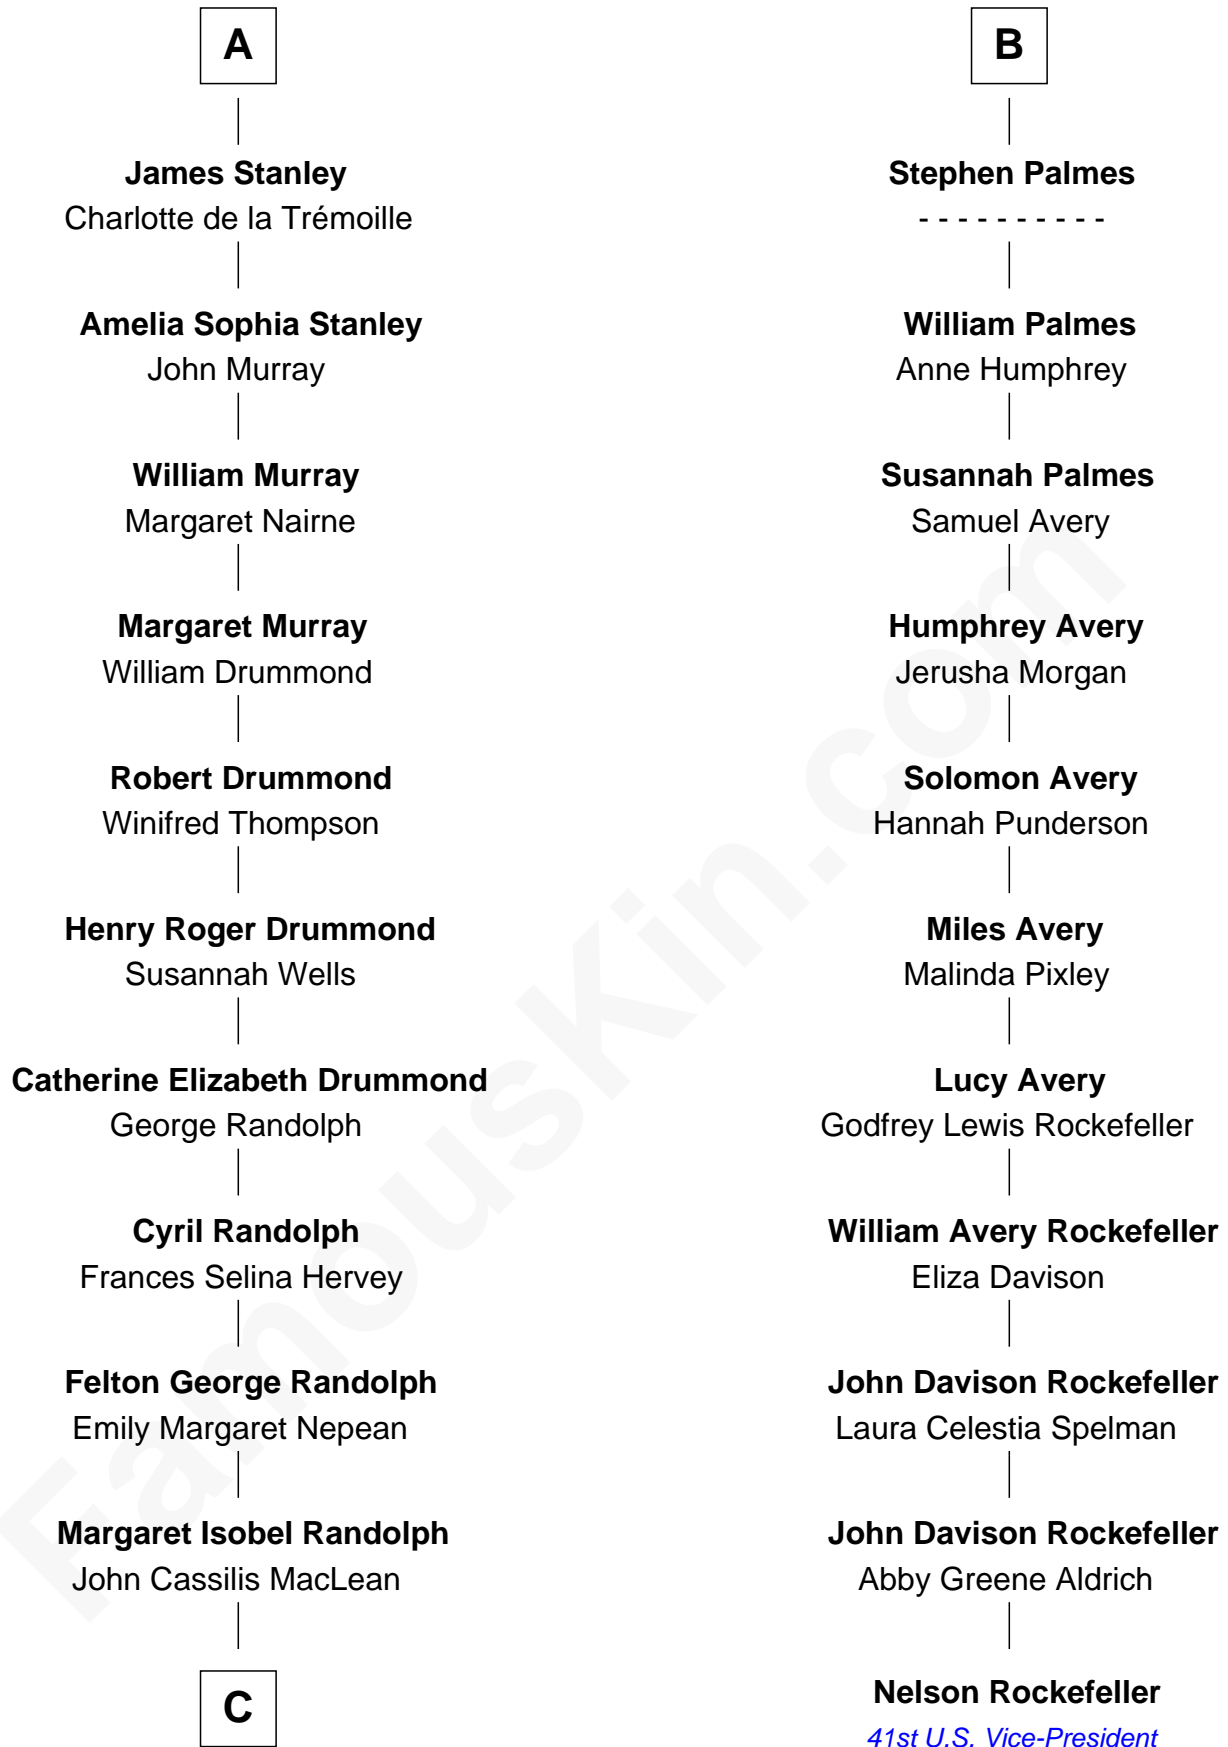 A
James Stanley
Charlotte de la Trémoille
Amelia Sophia Stanley
John Murray
William Murray
Margaret Nairne
Margaret Murray
William Drummond
Robert Drummond
Winifred Thompson
Henry Roger Drummond
Susannah Wells
Catherine Elizabeth Drummond
George Randolph
Cyril Randolph
Frances Selina Hervey
Felton George Randolph
Emily Margaret Nepean
Margaret Isobel Randolph
John Cassilis MacLean
C
B
Stephen Palmes
- - - - - - - - - -
William Palmes
Anne Humphrey
Susannah Palmes
Samuel Avery
Humphrey Avery
Jerusha Morgan
Solomon Avery
Hannah Punderson
Miles Avery
Malinda Pixley
Lucy Avery
Godfrey Lewis Rockefeller
William Avery Rockefeller
Eliza Davison
John Davison Rockefeller
Laura Celestia Spelman
John Davison Rockefeller
Abby Greene Aldrich
Nelson Rockefeller
41st U.S. Vice-President
FamousKin.com